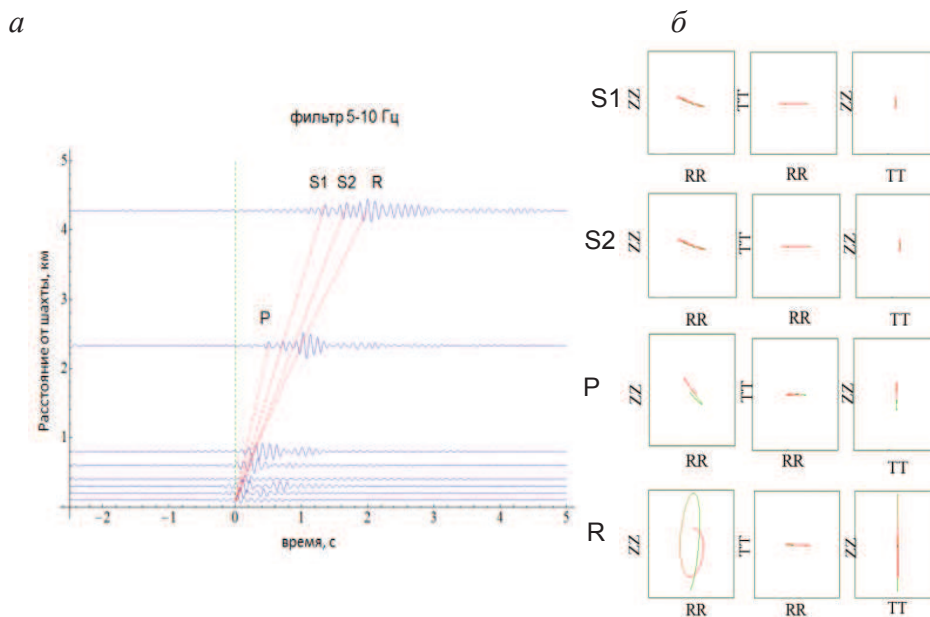 а
фильтр 5-10 Гц
5
4
3
2
1
Расстояние от шахты, км
S1 S2 R
P
−2 −1 0 1 2 3 4 5
время, с
б
S1
ZZ TT ZZ
RR RR TT
S2
ZZ TT ZZ
RR RR TT
P
ZZ TT ZZ
RR RR TT
R
ZZ TT ZZ
RR RR TT